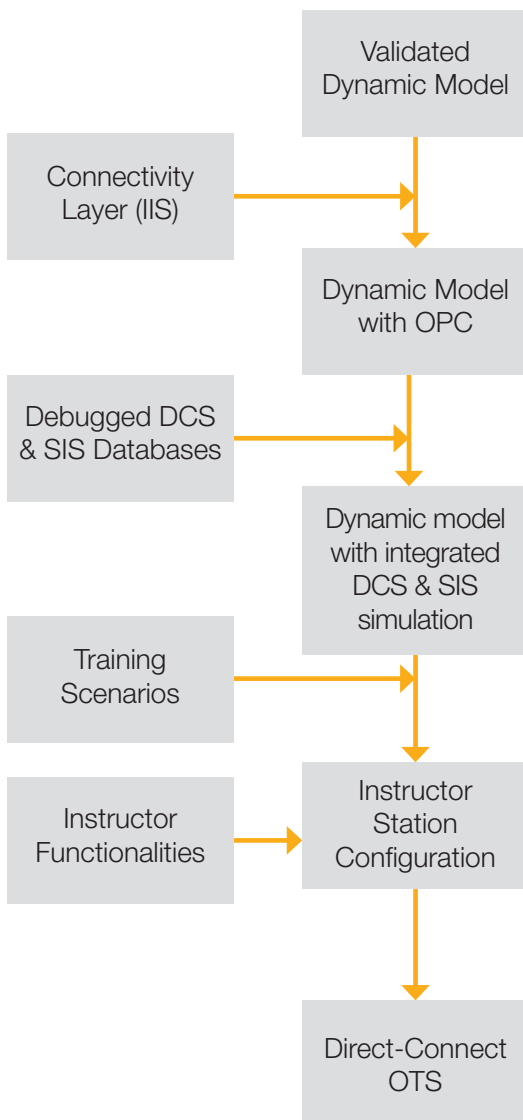 Validated
Dynamic Model
Connectivity
Layer (IIS)
Dynamic Model
with OPC
Debugged DCS
& SIS Databases
Dynamic model
with integrated
DCS & SIS
simulation
Training
Scenarios
Instructor
Functionalities
Instructor
Station
Configuration
Direct-Connect
OTS